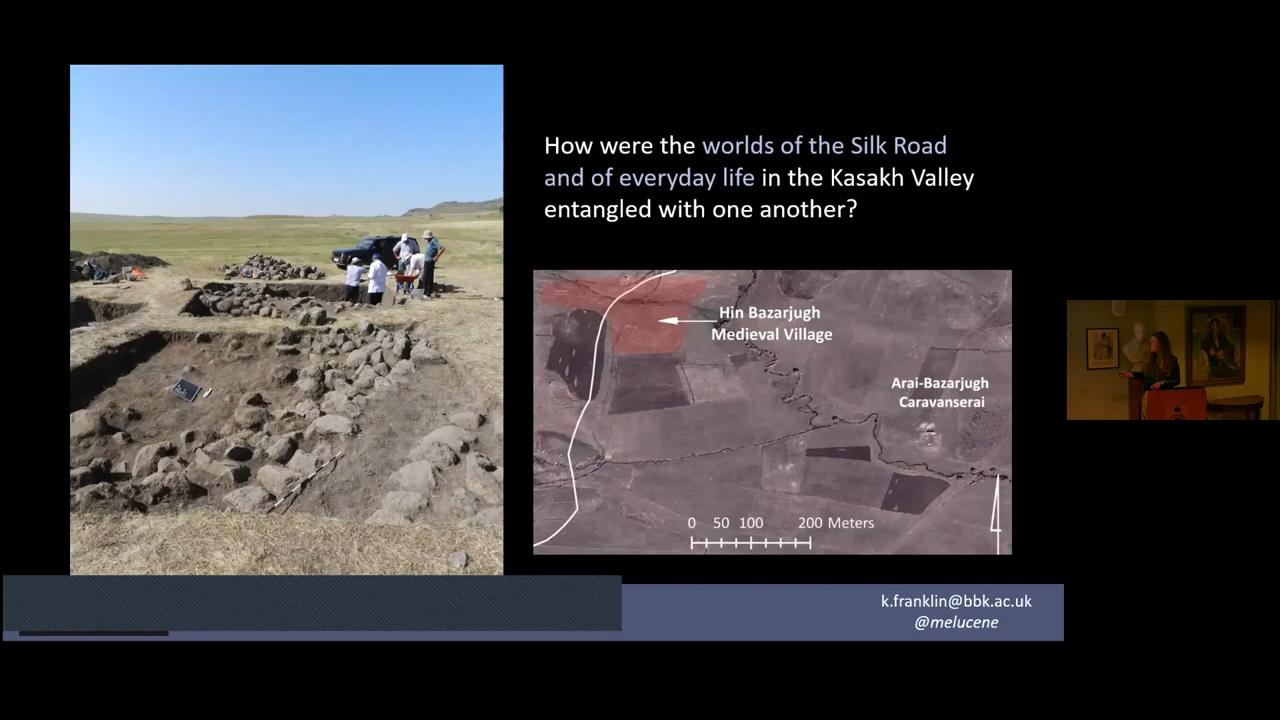 How were the worlds of the Silk Road
and of everyday life in the Kasakh Valley
entangled with one another?
Hin Bazarjugh
Medieval Village
Arai-Bazarjugh
Caravanserai
0 50 100 200 Meters
k.franklin@bbk.ac.uk
@melucene